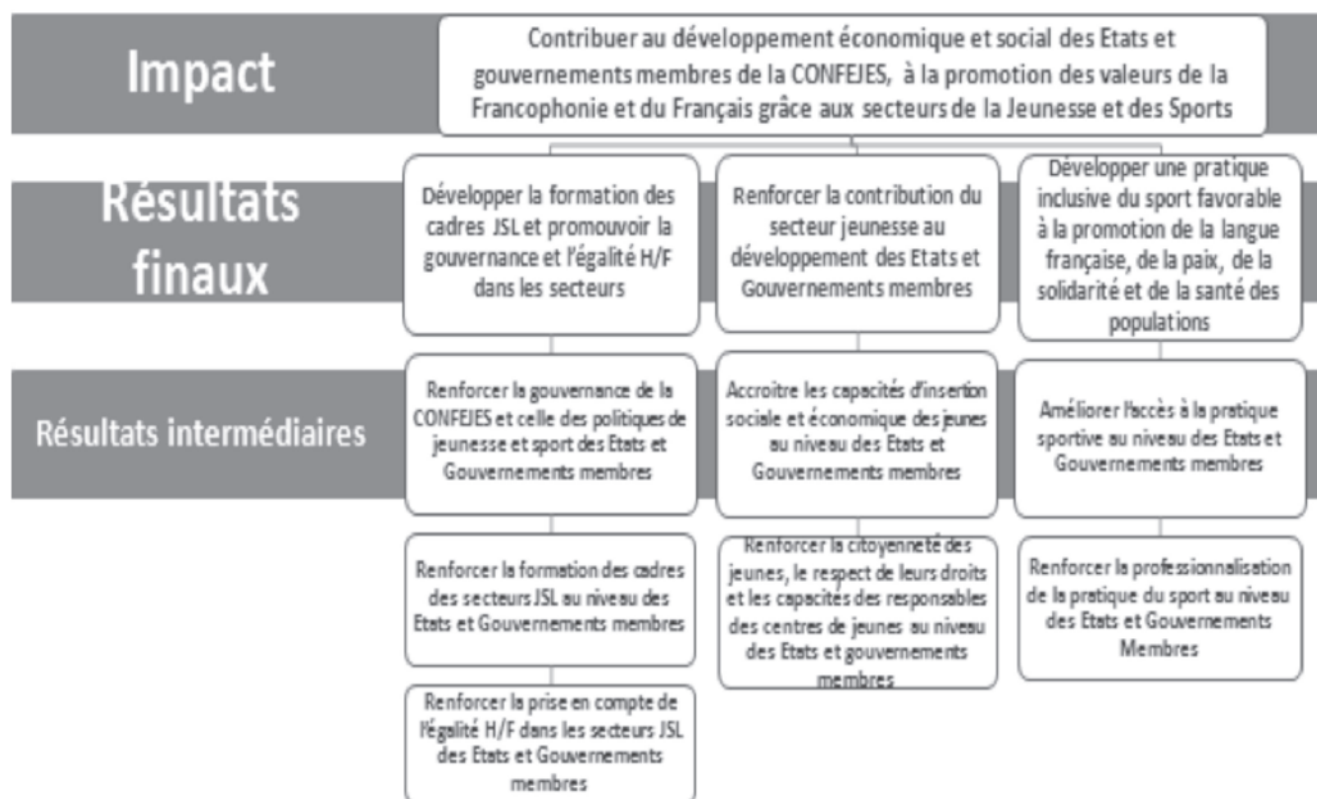 Impact
Contribuer au développement économique et social des Etats et
gouvernements membres de la CONFEJES, à la promotion des valeurs de la
Francophonie et du Français grâce aux secteurs de la Jeunesse et des Sports
Résultats
finaux
Développer la formation des
cadres JSL et promouvoir la
gouvernance et l'égalité H/F
dans les secteurs
Renforcer la contribution du
secteur jeunesse au
développement des Etats et
Gouvernements membres
Développer une pratique
inclusive du sport favorable
à la promotion de la langue
française, de la paix, de la
solidarité et de la santé des
populations
Résultats intermédiaires
Renforcer la gouvernance de la
CONFEJES et celle des politiques de
jeunesse et sport des Etats et
Gouvernements membres
Accroitre les capacités d'insertion
sociale et économique des jeunes
au niveau des Etats et
Gouvernements membres
Améliorer l'accès à la pratique
sportive au niveau des Etats et
Gouvernements membres
Renforcer la formation des cadres
des secteurs JSL au niveau des
Etats et Gouvernements membres
Renforcer la citoyenneté des
jeunes, le respect de leurs droits
et les capacités des responsables
des centres de jeunes au niveau
des Etats et gouvernements
membres
Renforcer la professionnalisation
de la pratique du sport au niveau
des Etats et Gouvernements
Membres
Renforcer la prise en compte de
l'égalité H/F dans les secteurs JSL
des Etats et Gouvernements
membres